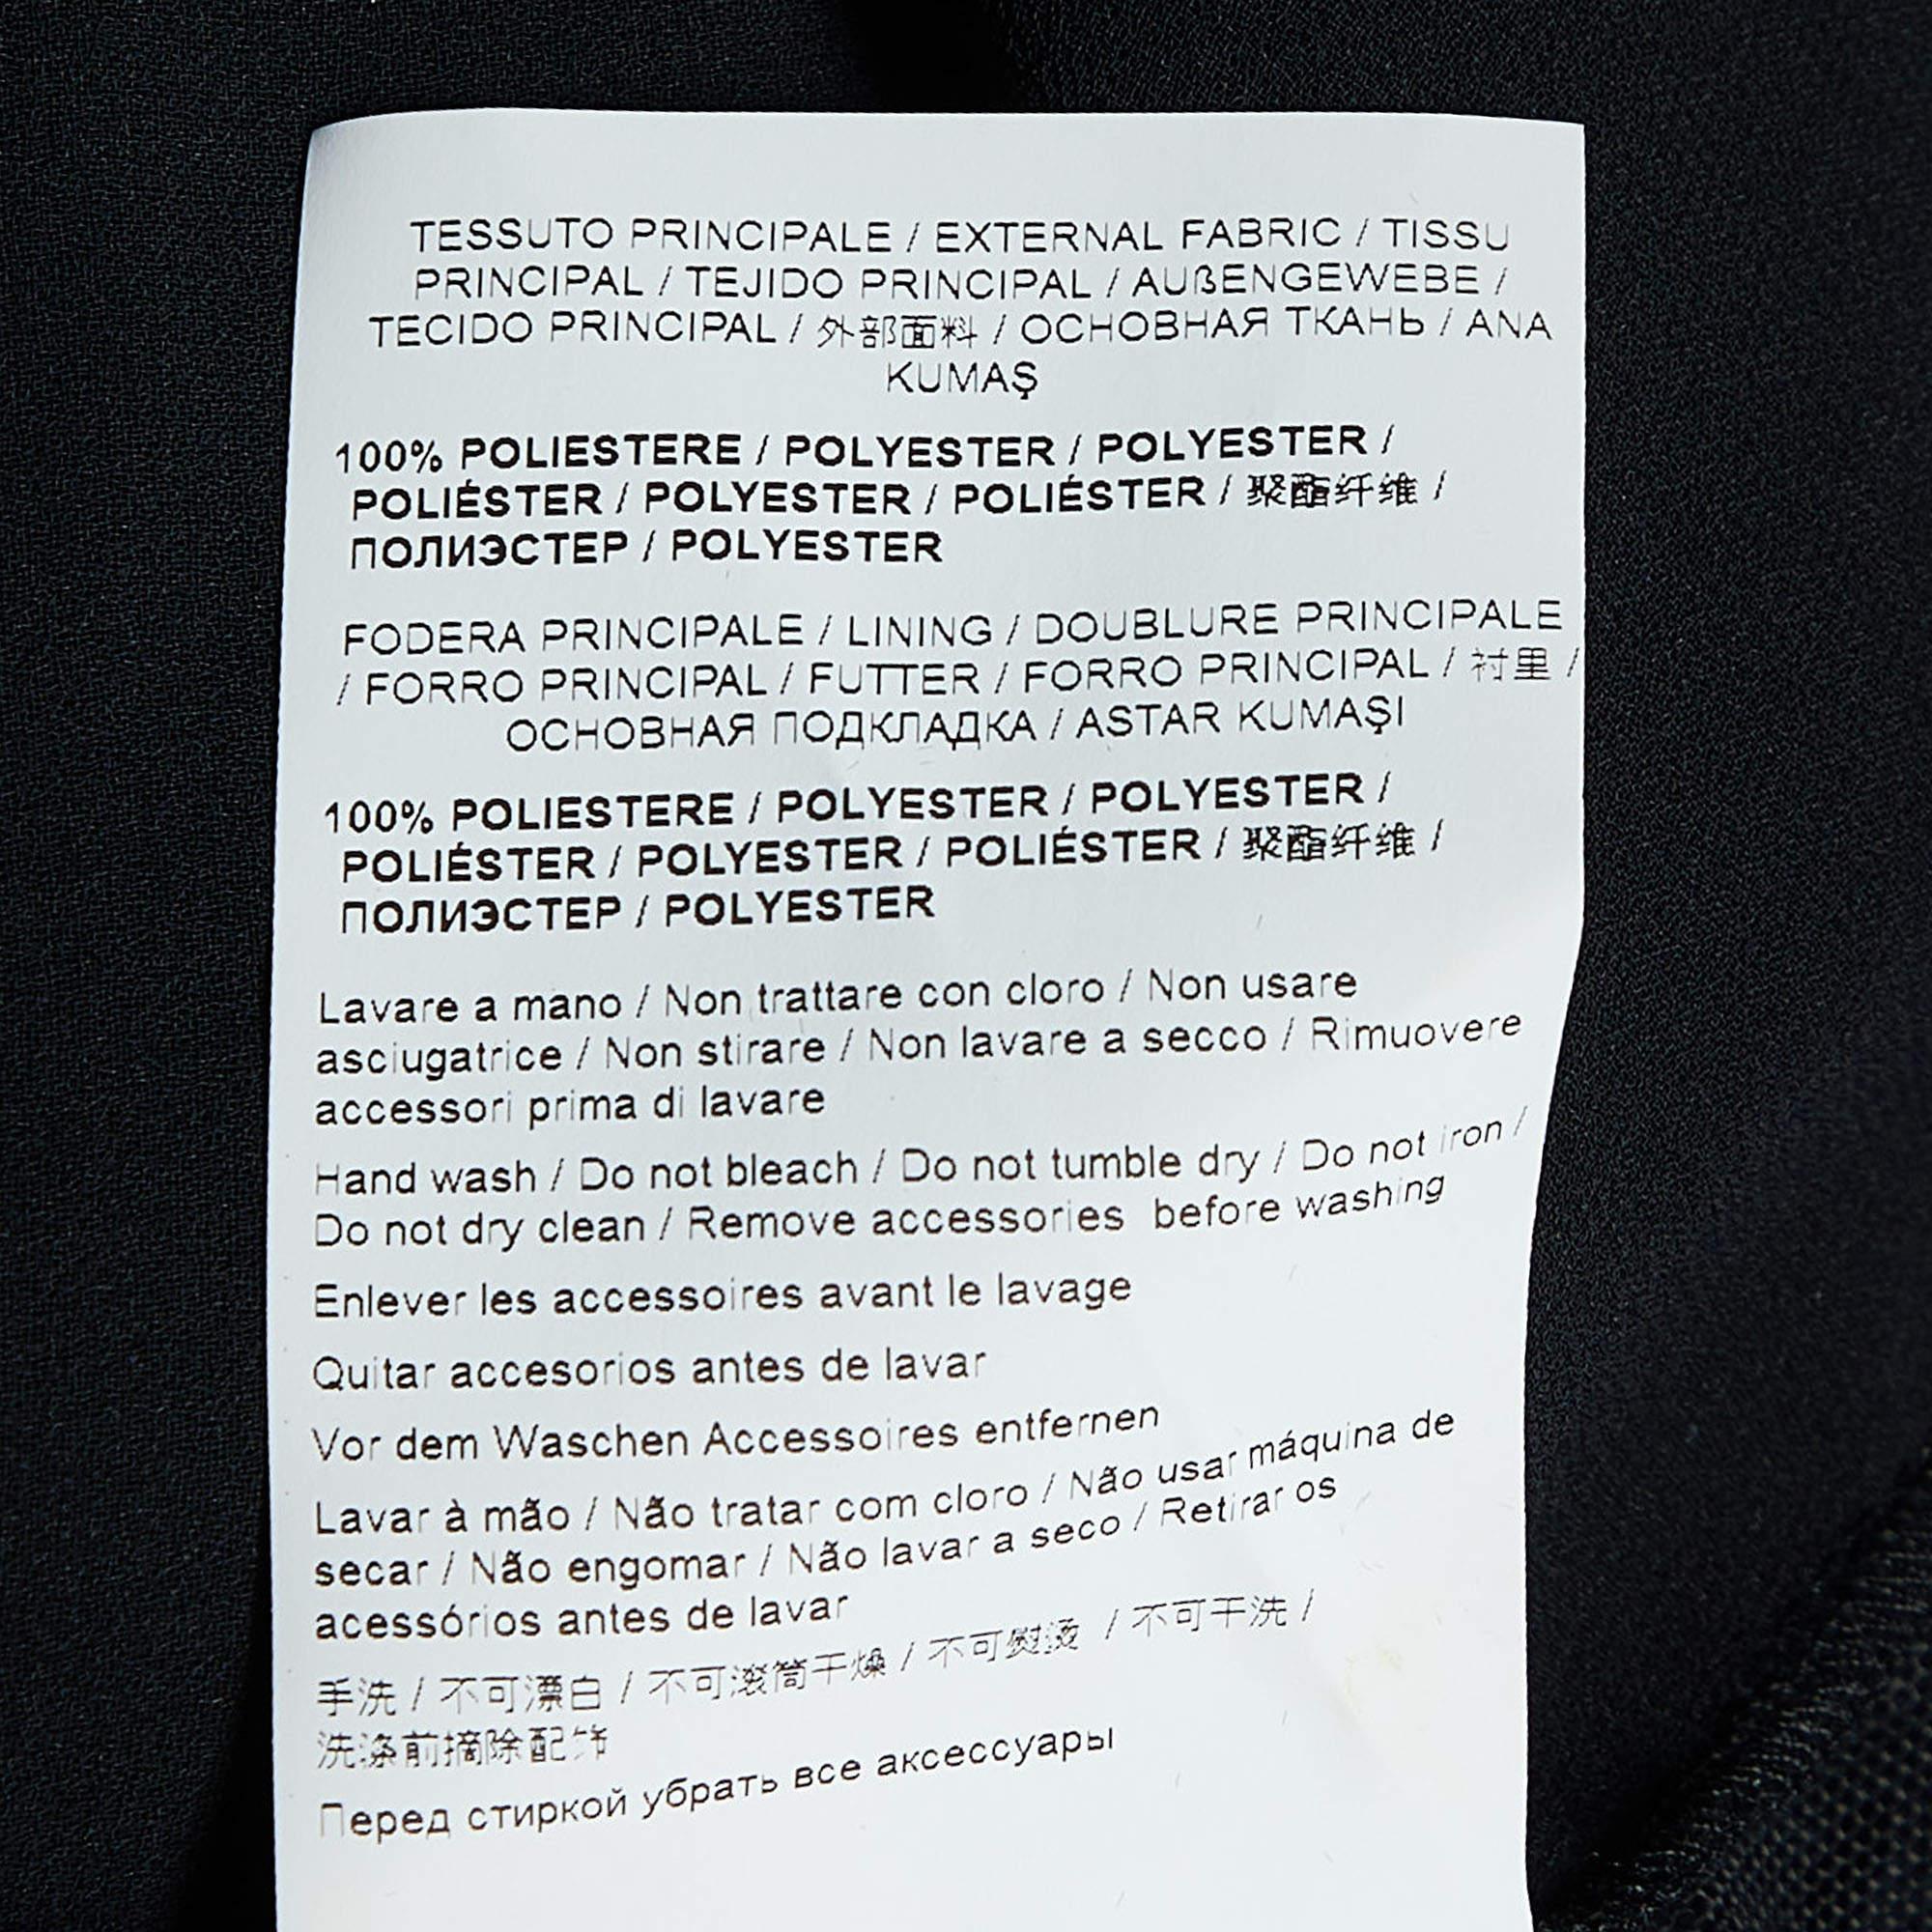 TESSUTO PRINCIPALE / EXTERNAL FABRIC / TISSU
PRINCIPAL / TEJIDO PRINCIPAL / AUßENGEWEBE /
TECIDO PRINCIPAL / 外部面料 / ОСНОВНАЯ ТКАНЬ / ANA
KUMAŞ
100% POLIESTERE / POLYESTER / POLYESTER /
POLIÉSTER / POLYESTER / POLIÉSTER / 聚酯纤维 /
ПОЛИЭСТЕР / POLYESTER
FODERA PRINCIPALE / LINING / DOUBLURE PRINCIPALE
/ FORRO PRINCIPAL / FUTTER / FORRO PRINCIPAL / 衬里 /
ОСНОВНАЯ ПОДКЛАДКА / ASTAR KUMAŞI
100% POLIESTERE / POLYESTER / POLYESTER /
POLIÉSTER / POLYESTER / POLIÉSTER / 聚酯纤维 /
ПОЛИЭСТЕР / POLYESTER
Lavare a mano / Non trattare con cloro / Non usare
asciugatrice / Non stirare / Non lavare a secco / Rimuovere
accessori prima di lavare
Hand wash / Do not bleach / Do not tumble dry / Do not iron /
Do not dry clean / Remove accessories before washing
Enlever les accessoires avant le lavage
Quitar accesorios antes de lavar
Vor dem Waschen Accessoires entfernen
Lavar à mão / Não tratar com cloro / Não usar máquina de
secar / Não engomar / Não lavar a seco / Retirar os
acessórios antes de lavar
手洗 / 不可漂白 / 不可滚筒干燥 / 不可熨烫 / 不可干洗 /
洗涤前摘除配饰
Перед стиркой убрать все аксессуары